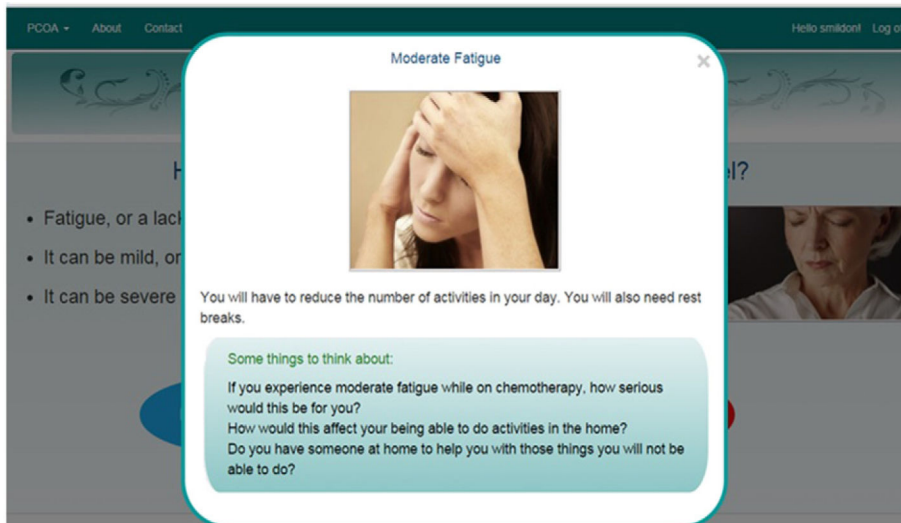 PCOA
About
Contact
Hello smildon!
Log
Moderate Fatigue
Fatigue, or a
It can be mild, or
It can be severe
You will have to reduce the number of activities in your day. You will also need rest
breaks.
Some things to think about:
If you experience moderate fatigue while on chemotherapy, how serious
would this be for you?
How would this affect your being able to do activities in the home?
Do you have someone at home to help you with those things you will not be
able to do?